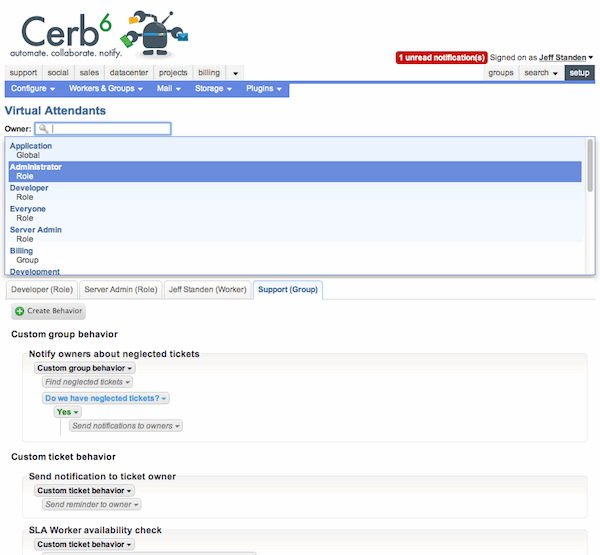 Cerb6
automate. collaborate. notify.
1 unread notification(s) Signed on as Jeff Standen
support social sales datacenter projects billing groups search setup
Configure Workers & Groups Mail Storage Plugins
Virtual Attendants
Owner:
Application
Global
Administrator
Role
Developer
Role
Everyone
Role
Server Admin
Role
Billing
Group
Development
Developer (Role) Server Admin (Role) Jeff Standen (Worker) Support (Group)
Create Behavior
Custom group behavior
Notify owners about neglected tickets
Custom group behavior
Find neglected tickets
Do we have neglected tickets?
Yes
Send notifications to owners
Custom ticket behavior
Send notification to ticket owner
Custom ticket behavior
Send reminder to owner
SLA Worker availability check
Custom ticket behavior